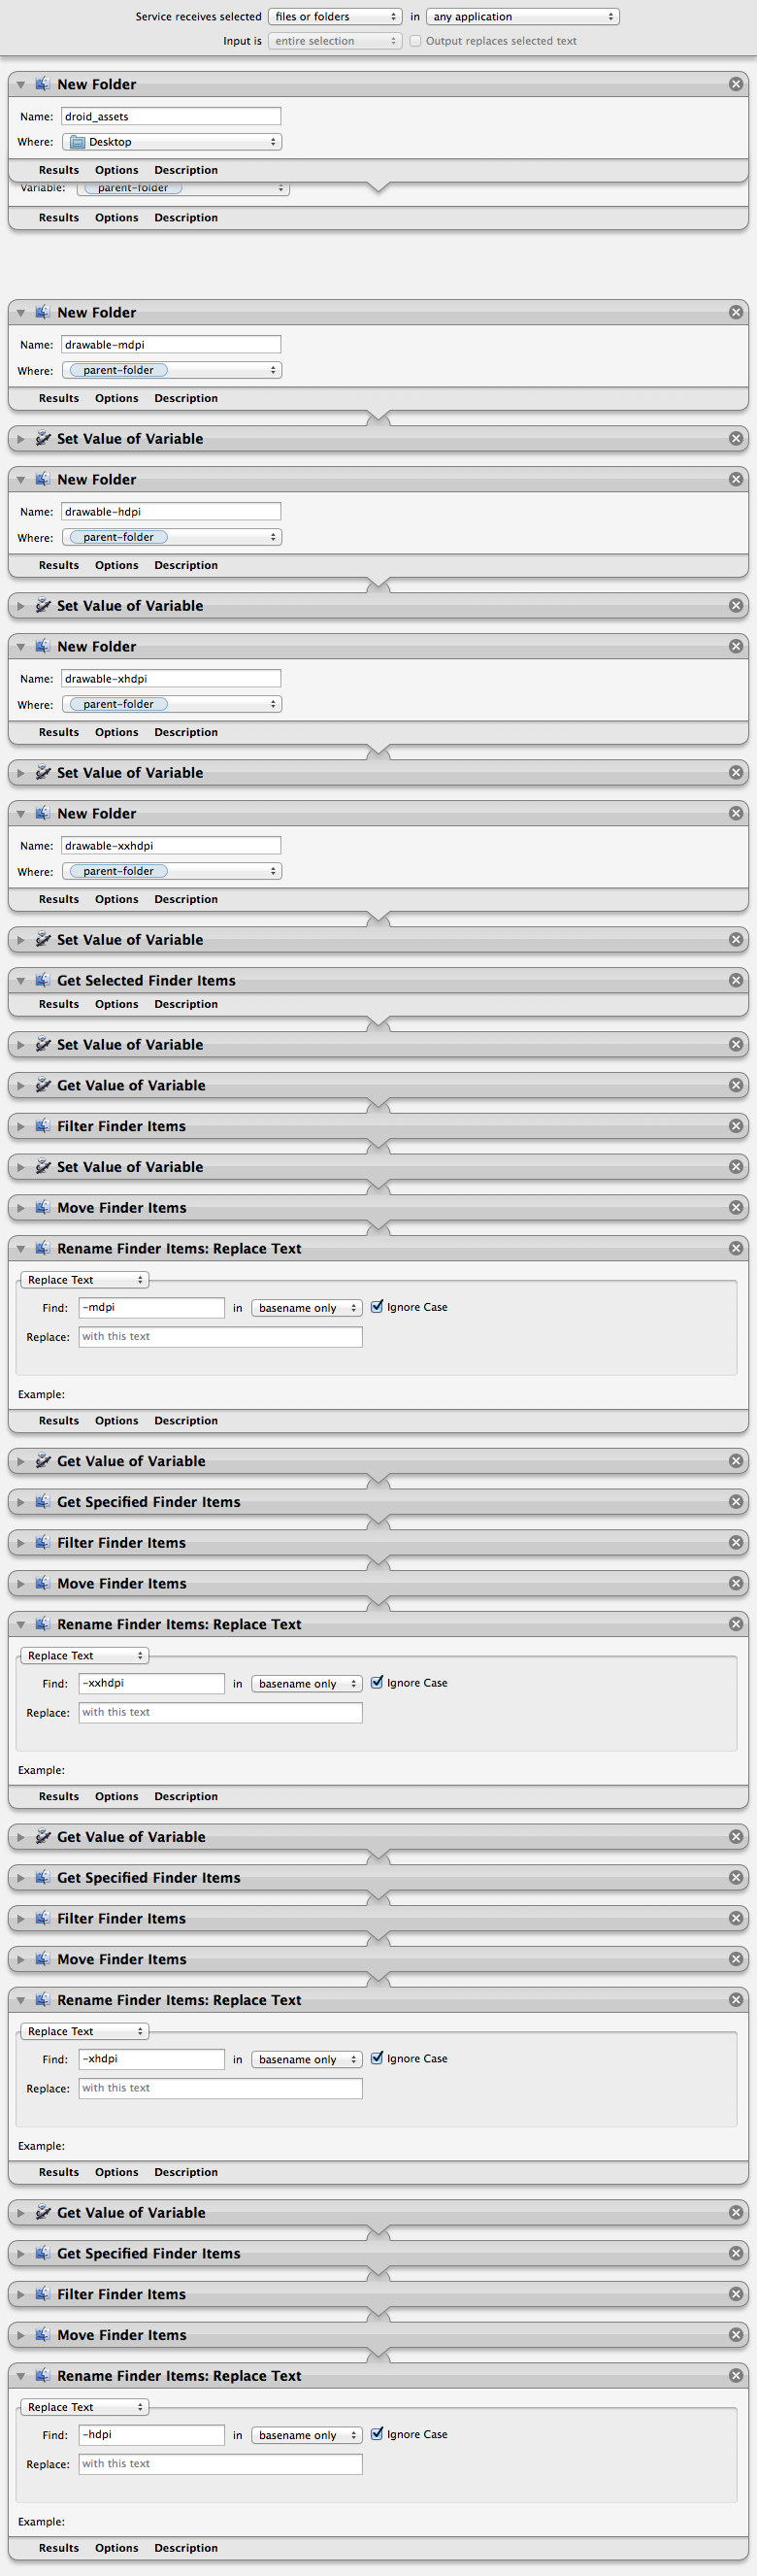 Service receives selected files or folders in any application
Input is entire selection Output replaces selected text
New Folder
Name: droid_assets
Where: Desktop
Results Options Description
Variable: parent-folder
Results Options Description
New Folder
Name: drawable-mdpi
Where: parent-folder
Results Options Description
Set Value of Variable
New Folder
Name: drawable-hdpi
Where: parent-folder
Results Options Description
Set Value of Variable
New Folder
Name: drawable-xhdpi
Where: parent-folder
Results Options Description
Set Value of Variable
New Folder
Name: drawable-xxhdpi
Where: parent-folder
Results Options Description
Set Value of Variable
Get Selected Finder Items
Results Options Description
Set Value of Variable
Get Value of Variable
Filter Finder Items
Set Value of Variable
Move Finder Items
Rename Finder Items: Replace Text
Replace Text
Find: -mdpi in basename only Ignore Case
Replace: with this text
Example:
Results Options Description
Get Value of Variable
Get Specified Finder Items
Filter Finder Items
Move Finder Items
Rename Finder Items: Replace Text
Replace Text
Find: -xxhdpi in basename only Ignore Case
Replace: with this text
Example:
Results Options Description
Get Value of Variable
Get Specified Finder Items
Filter Finder Items
Move Finder Items
Rename Finder Items: Replace Text
Replace Text
Find: -xhdpi in basename only Ignore Case
Replace: with this text
Example:
Results Options Description
Get Value of Variable
Get Specified Finder Items
Filter Finder Items
Move Finder Items
Rename Finder Items: Replace Text
Replace Text
Find: -hdpi in basename only Ignore Case
Replace: with this text
Example:
Results Options Description